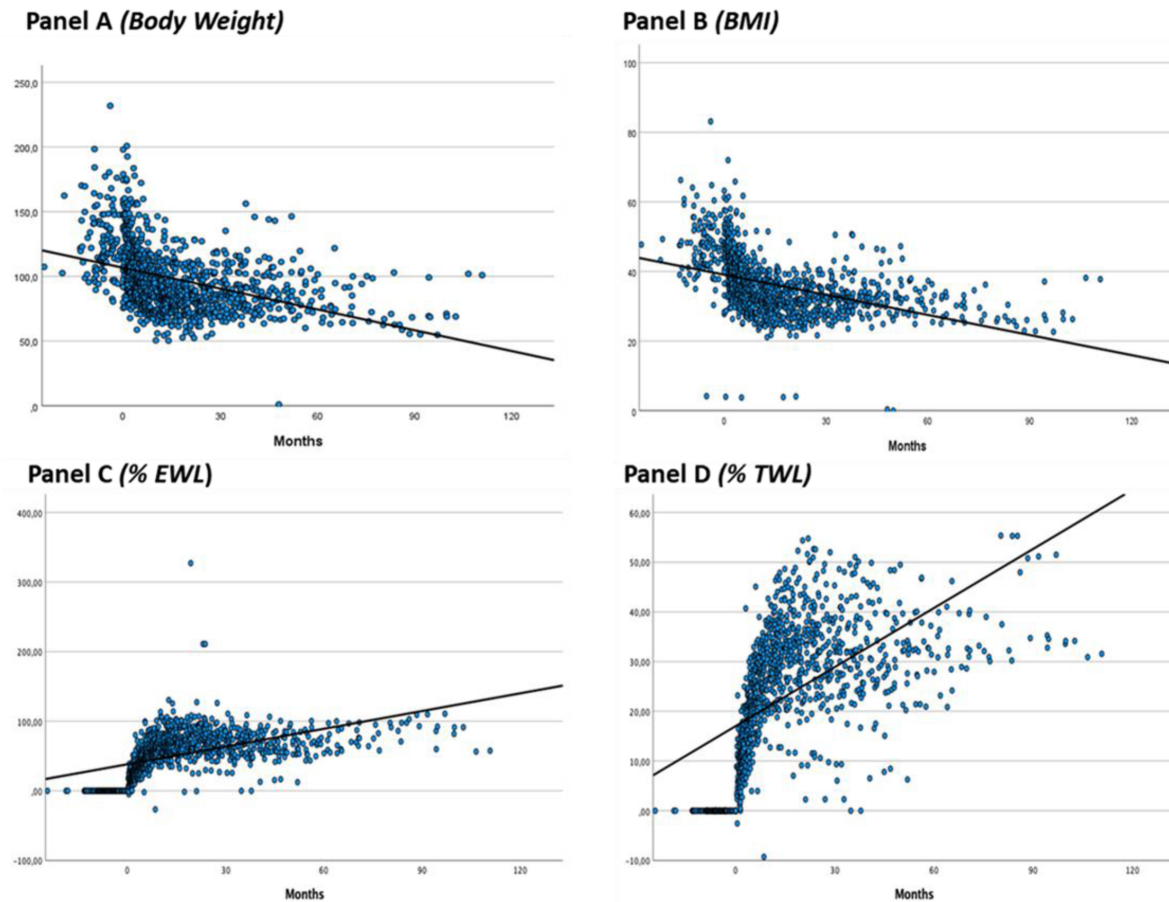 Panel A (Body Weight)
250,0
200,0
150,0
100,0
50,0
,0
0 30 60 90 120
Months
Panel B (BMI)
100
80
60
40
20
0
0 30 60 90 120
Months
Panel C (% EWL)
400,00
300,00
200,00
100,00
,00
-100,00
0 30 60 90 120
Months
Panel D (% TWL)
60,00
50,00
40,00
30,00
20,00
10,00
,00
-10,00
0 30 60 90 120
Months